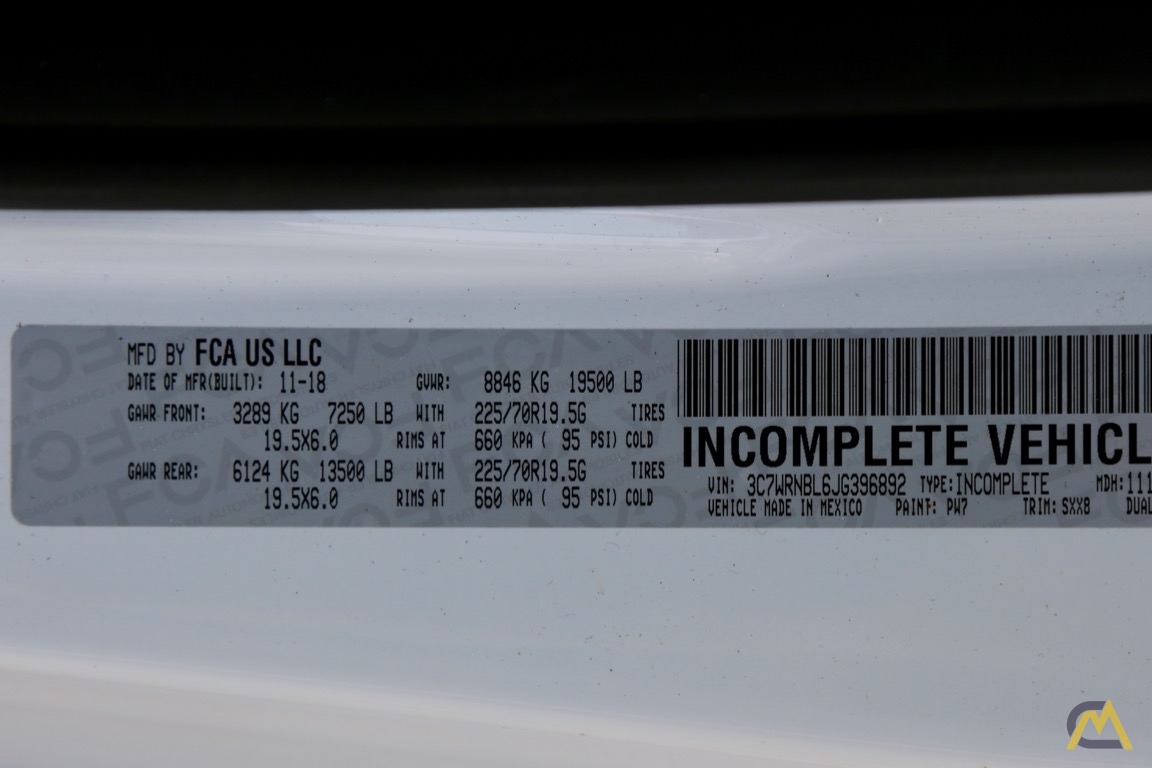 MFD BY FCA US LLC
DATE OF MFR(BUILT): 11-18 GVWR: 8846 KG 19500 LB
GAWR FRONT: 3289 KG 7250 LB WITH 225/70R19.5G TIRES
19.5X6.0 RIMS AT 660 KPA ( 95 PSI) COLD
GAWR REAR: 6124 KG 13500 LB WITH 225/70R19.5G TIRES
19.5X6.0 RIMS AT 660 KPA ( 95 PSI) COLD
INCOMPLETE VEHICL
VIN: 3C7WRNBL6JG396892 TYPE: INCOMPLETE MDH: 111
VEHICLE MADE IN MEXICO PAINT: PW7 TRIM: SXX8 DUAL